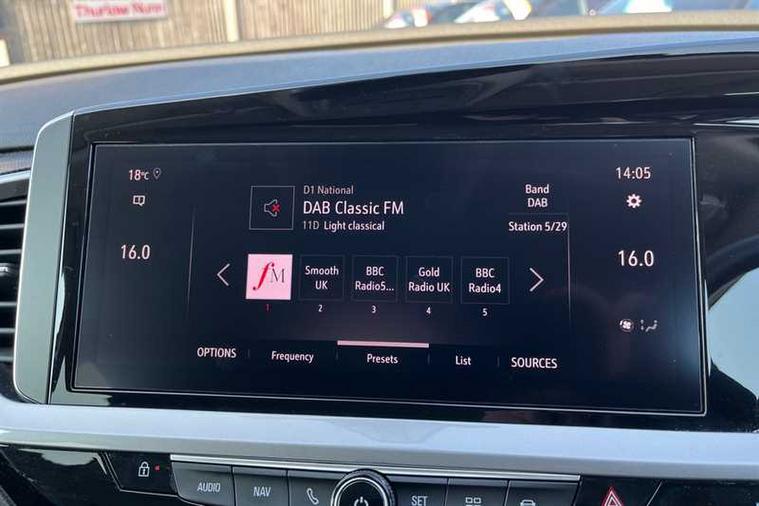 Thurlow Nunn
18°C
14:05
D1 National
DAB Classic FM
11D Light classical
Band
DAB
Station 5/29
16.0
16.0
fM
Smooth
UK
BBC
Radio5...
Gold
Radio UK
BBC
Radio4
1
2
3
4
5
OPTIONS
Frequency
Presets
List
SOURCES
AUDIO
NAV
SET